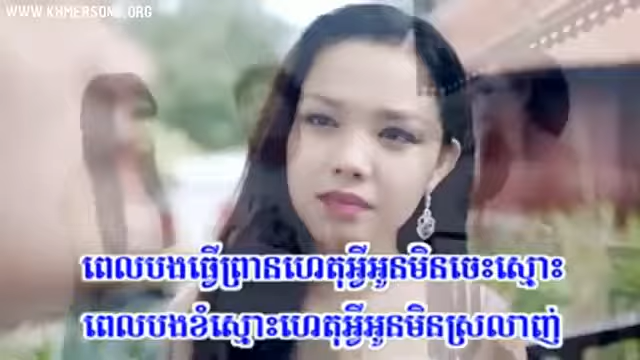 WWW.KHMERSONG.ORG
ពេលបងធ្វើព្រានហេតុអ្វីអូនមិនចេះស្មោះ
ពេលបងខំស្មោះហេតុអ្វីអូនមិនស្រលាញ់